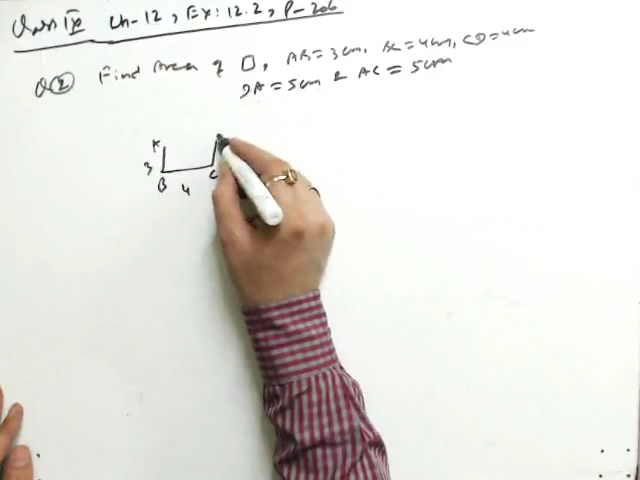 Class IX Ch-12, Ex: 12.2, P-206
Q② Find Area of □, AB = 3cm, BC = 4cm, CD = 4cm
DA = 5cm & AC = 5cm
A
3
B 4 C